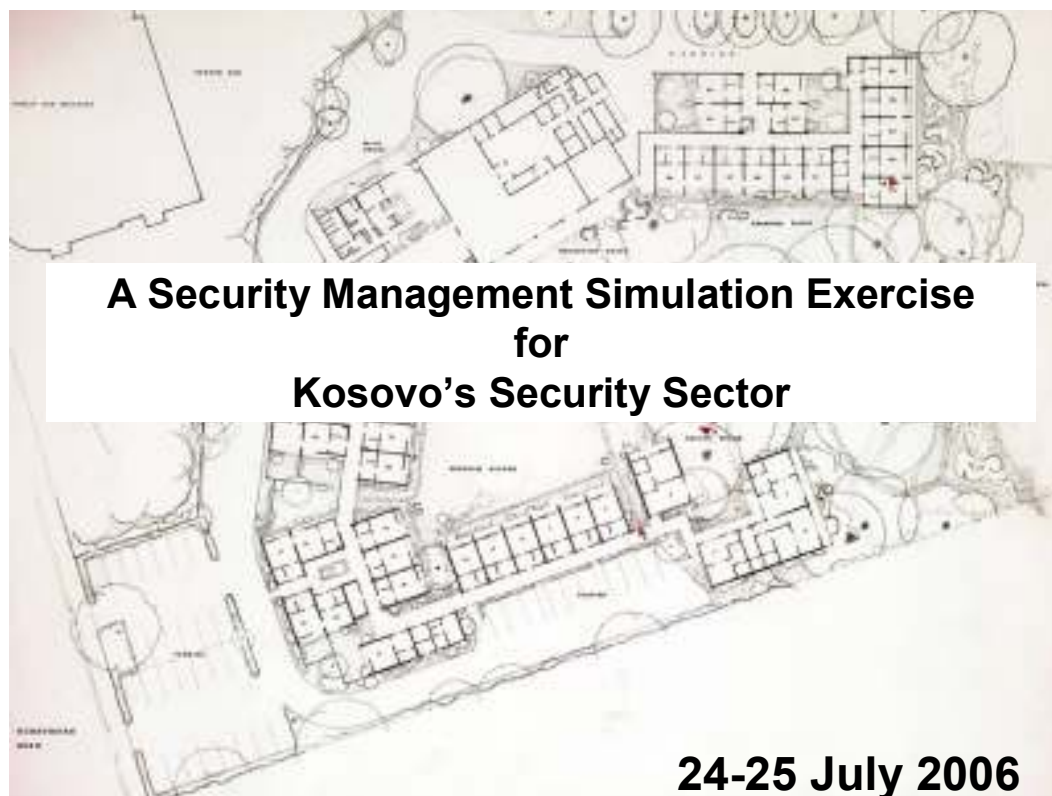 A Security Management Simulation Exercise
for
Kosovo's Security Sector
24-25 July 2006